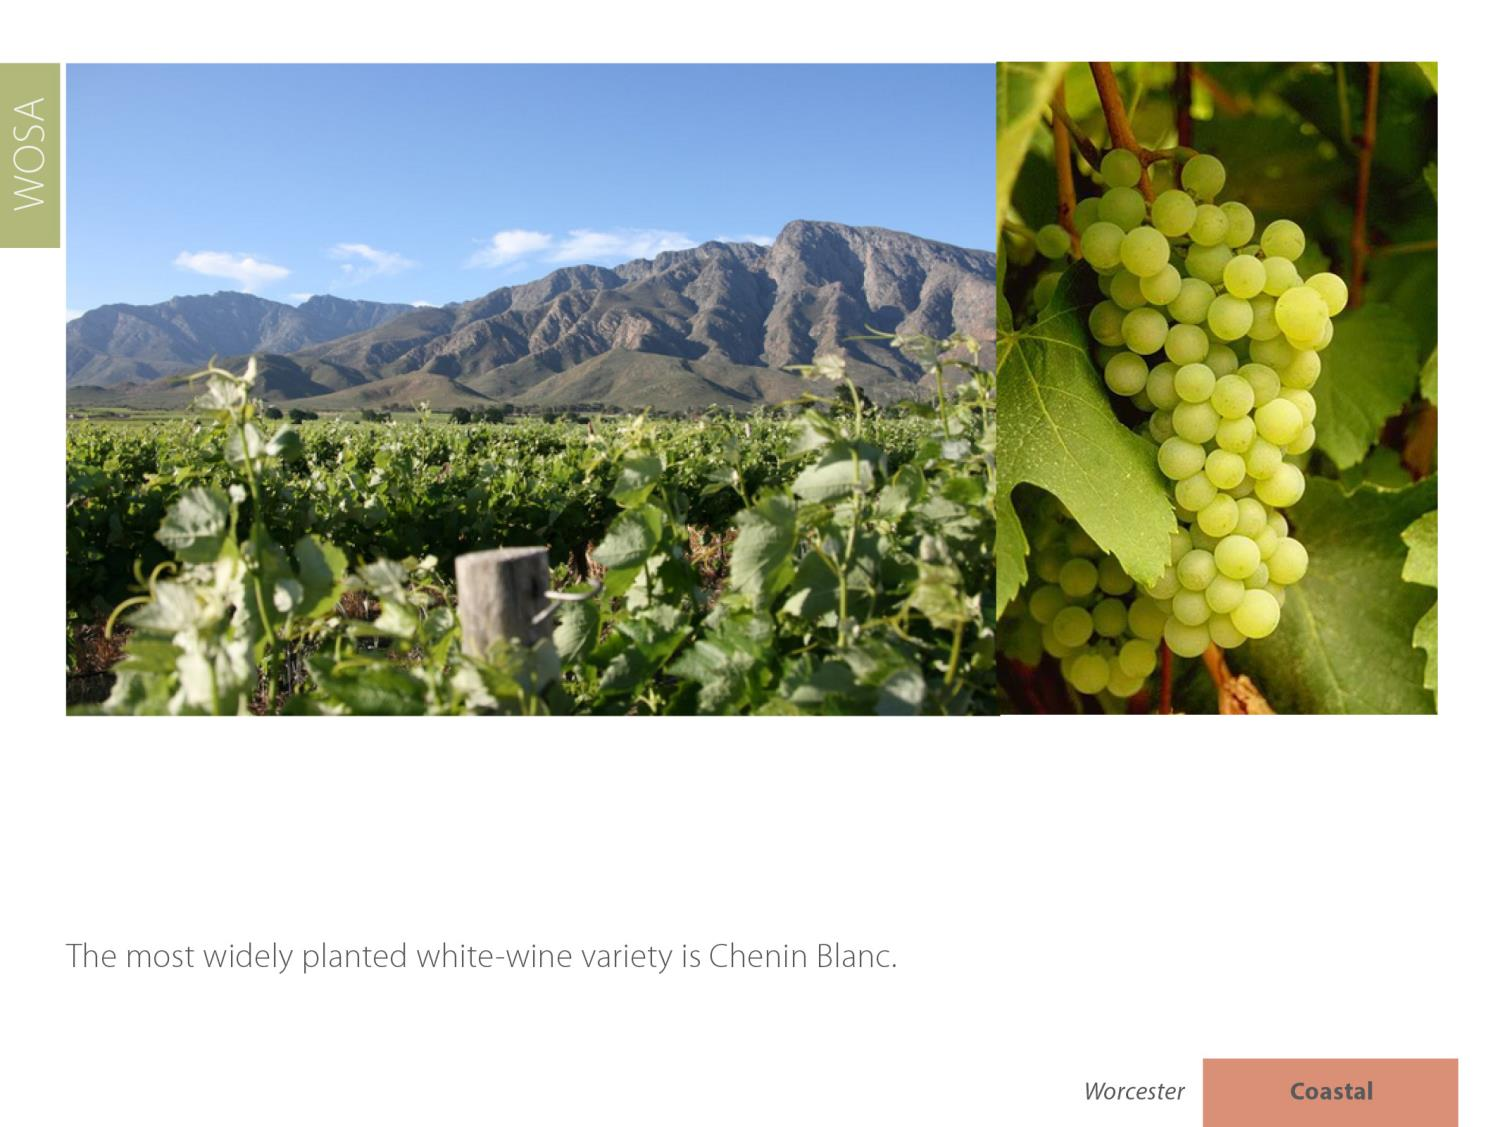 WOSA
The most widely planted white-wine variety is Chenin Blanc.
Worcester
Coastal